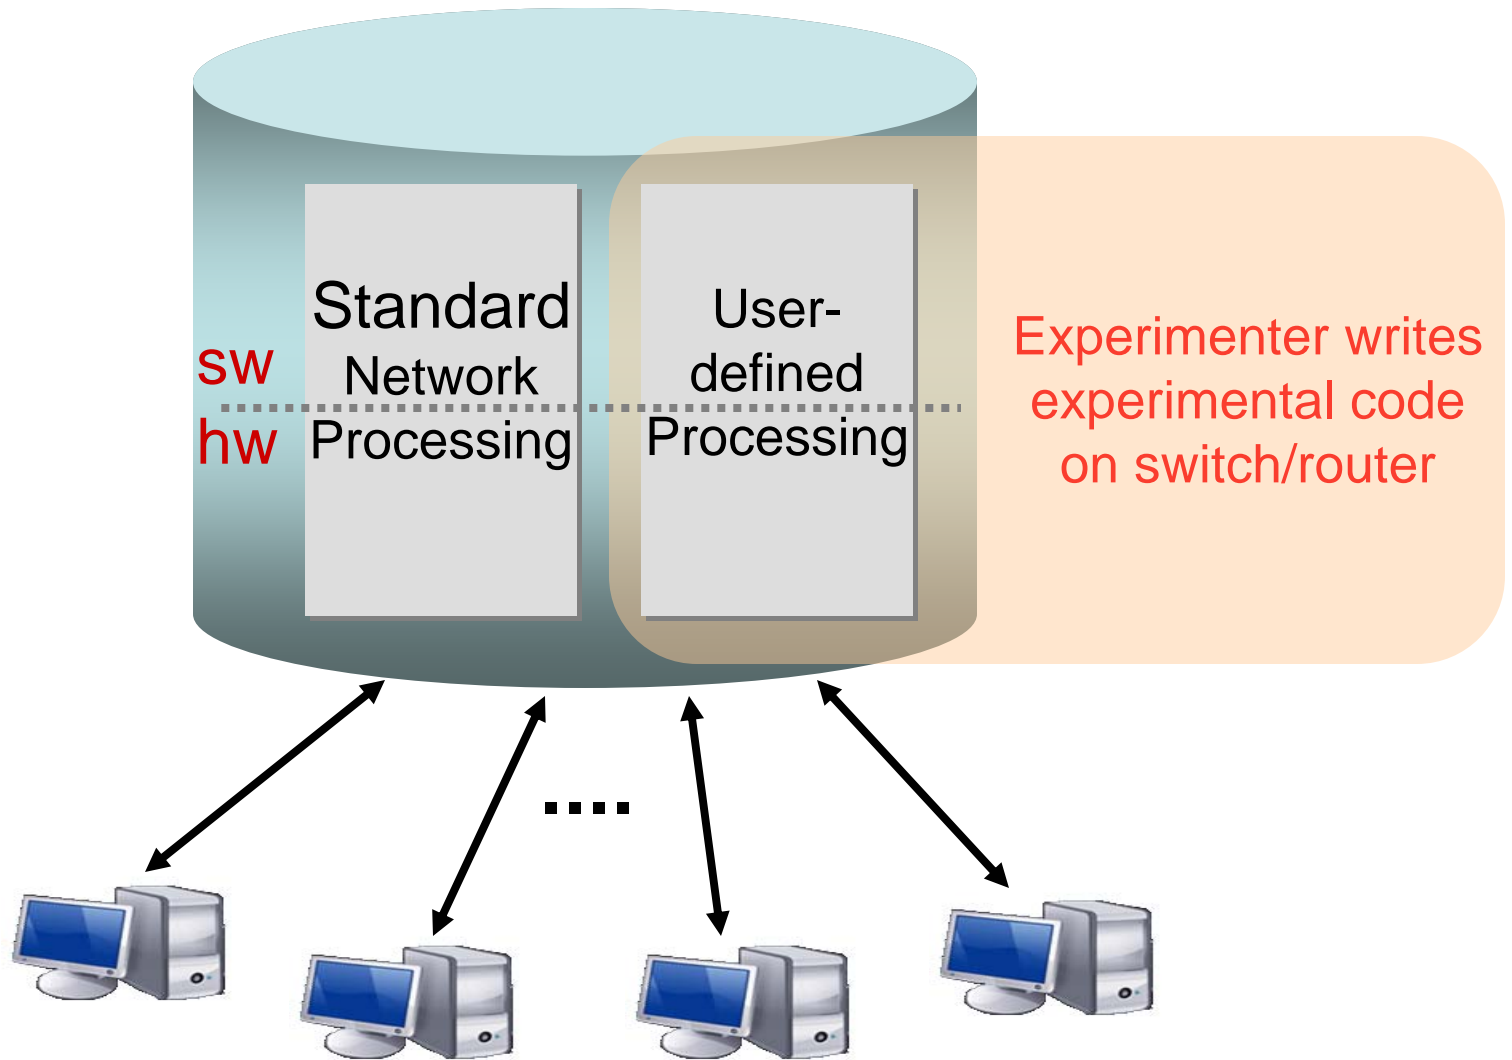 sw
hw
Standard
Network
Processing
User-
defined
Processing
Experimenter writes
experimental code
on switch/router